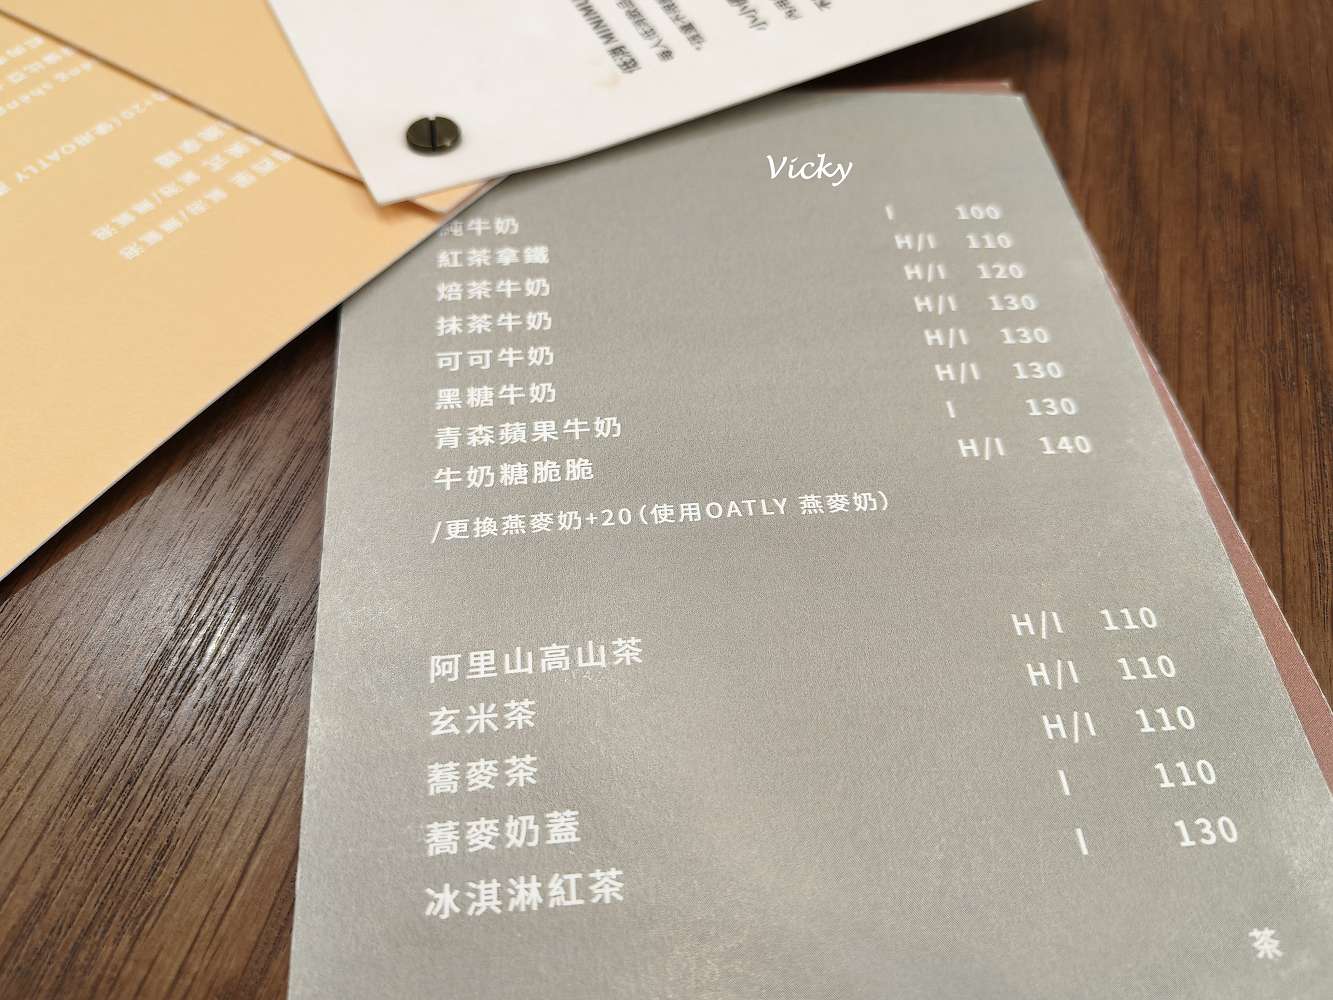 低消 MINIMU
OATLY
Vicky
純牛奶 I 100
紅茶拿鐵 H/I 110
焙茶牛奶 H/I 120
抹茶牛奶 H/I 130
可可牛奶 H/I 130
黑糖牛奶 H/I 130
青森蘋果牛奶 I 130
牛奶糖脆脆 H/I 140
/更換燕麥奶+20(使用OATLY 燕麥奶)
阿里山高山茶 H/I 110
玄米茶 H/I 110
蕎麥茶 H/I 110
蕎麥奶蓋 I 110
冰淇淋紅茶 I 130
茶